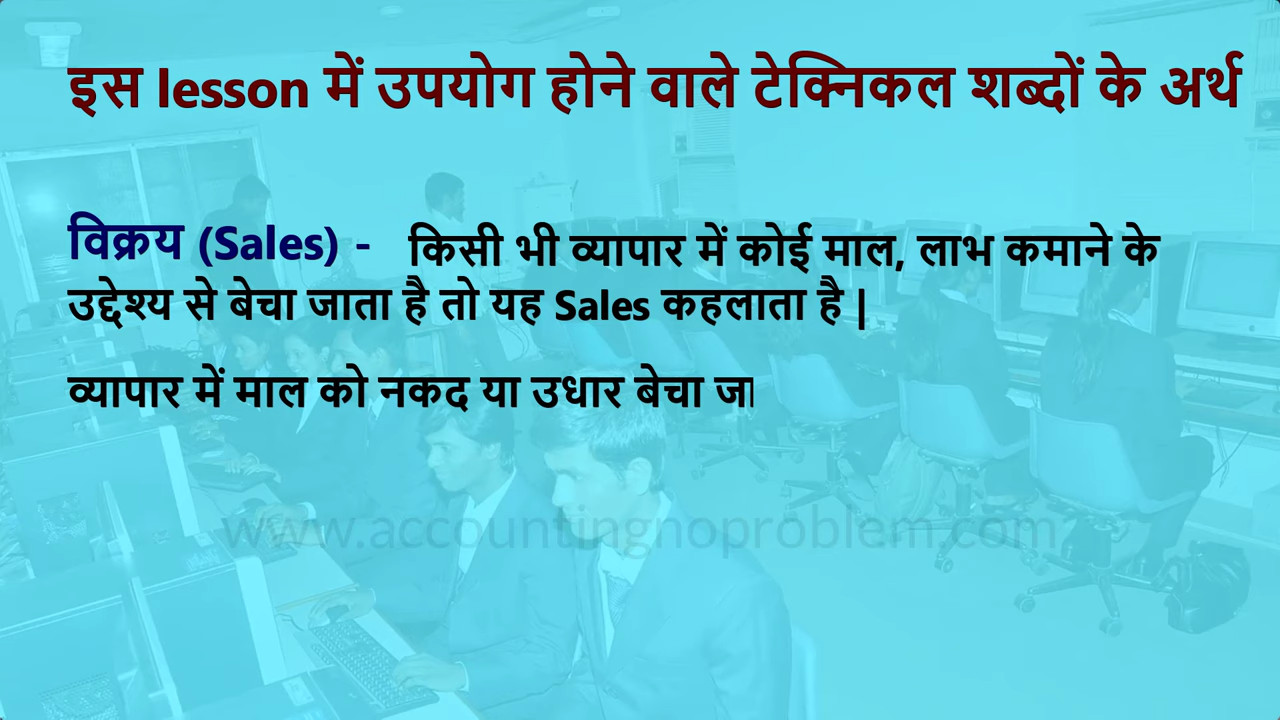 इस lesson में उपयोग होने वाले टेक्निकल शब्दों के अर्थ
विक्रय (Sales) - किसी भी व्यापार में कोई माल, लाभ कमाने के
उद्देश्य से बेचा जाता है तो यह Sales कहलाता है |
व्यापार में माल को नकद या उधार बेचा जा
www.accountingnoproblem.com